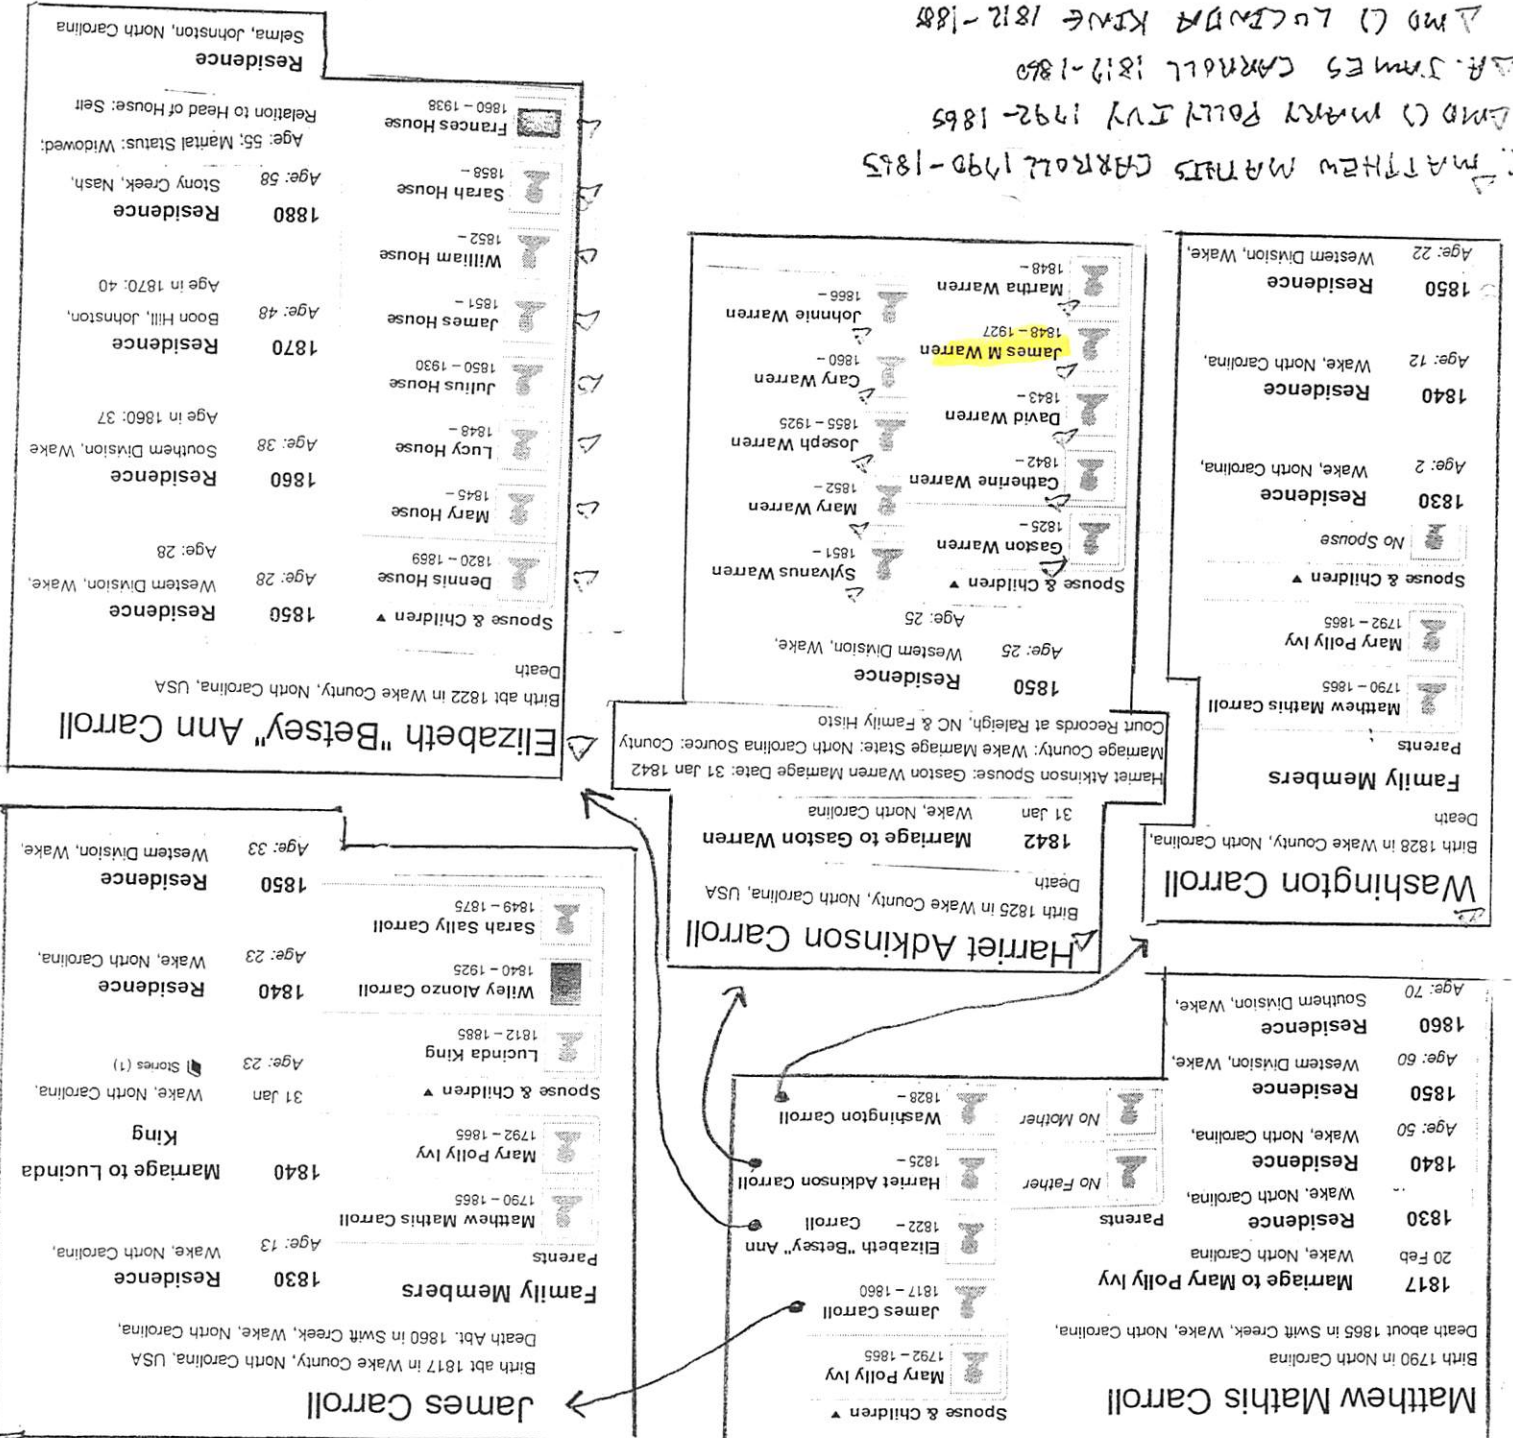 Matthew Mathis Carroll
Birth 1790 in North Carolina
Death about 1865 in Swift Creek, Wake, North Carolina,
1817 Marriage to Mary Polly Ivy
20 Feb Wake, North Carolina
1830 Residence
Wake, North Carolina,
1840 Residence
Age: 50 Wake, North Carolina,
1850 Residence
Age: 60 Western Division, Wake,
1860 Residence
Age: 70 Southern Division, Wake,
Parents
No Father
No Mother
Spouse & Children ▼
Mary Polly Ivy
1792 – 1865
James Carroll
1817 – 1860
Elizabeth "Betsey" Ann
1822 – Carroll
Harriet Adkinson Carroll
1825 –
Washington Carroll
1828 –
James Carroll
Birth abt 1817 in Wake County, North Carolina, USA
Death Abt. 1860 in Swift Creek, Wake, North Carolina,
Family Members
Parents
Matthew Mathis Carroll
1790 – 1865
Mary Polly Ivy
1792 – 1865
Spouse & Children ▼
Lucinda King
1812 – 1885
Wiley Alonzo Carroll
1840 – 1925
Sarah Sally Carroll
1849 – 1875
1830 Residence
Age: 13 Wake, North Carolina,
1840 Marriage to Lucinda
King
31 Jan Wake, North Carolina,
Age: 23 Stories (1)
1840 Residence
Age: 23 Wake, North Carolina,
1850 Residence
Age: 33 Western Division, Wake,
Washington Carroll
Birth 1828 in Wake County, North Carolina,
Death
Family Members
Parents
Matthew Mathis Carroll
1790 – 1865
Mary Polly Ivy
1792 – 1865
Spouse & Children ▼
No Spouse
1830 Residence
Age: 2 Wake, North Carolina,
1840 Residence
Age: 12 Wake, North Carolina,
1850 Residence
Age: 22 Western Division, Wake,
Harriet Adkinson Carroll
Birth 1825 in Wake County, North Carolina, USA
Death
1842 Marriage to Gaston Warren
31 Jan Wake, North Carolina
Harriet Atkinson Spouse: Gaston Warren Marriage Date: 31 Jan 1842
Marriage County: Wake Marriage State: North Carolina Source: County
Court Records at Raleigh, NC & Family Histo
1850 Residence
Age: 25 Western Division, Wake,
Age: 25
Spouse & Children ▼
Gaston Warren
1825 –
Catherine Warren
1842 –
David Warren
1843 –
James M Warren
1848 – 1927
Martha Warren
1848 –
Sylvanus Warren
1851 –
Mary Warren
1852 –
Joseph Warren
1855 – 1925
Cary Warren
1860 –
Johnnie Warren
1866 –
Elizabeth "Betsey" Ann Carroll
Birth abt 1822 in Wake County, North Carolina, USA
Death
Spouse & Children ▼
Dennis House
1820 – 1869
Mary House
1845 –
Lucy House
1848 –
Julius House
1850 – 1930
James House
1851 –
William House
1852 –
Sarah House
1858 –
Frances House
1860 – 1938
1850 Residence
Age: 28 Western Division, Wake,
Age: 28
1860 Residence
Age: 38 Southern Division, Wake
Age in 1860: 37
1870 Residence
Age: 48 Boon Hill, Johnston,
Age in 1870: 40
1880 Residence
Age: 58 Stony Creek, Nash,
Age: 55; Marital Status: Widowed;
Relation to Head of House: Self
Residence
Selma, Johnston, North Carolina
MATTHEW MATHIS CARROLL 1790-1865
MD () MARY POLLY IVY 1792-1865
A. JAMES CARROLL 1817-1860
MD () LUCINDA KING 1812-1885